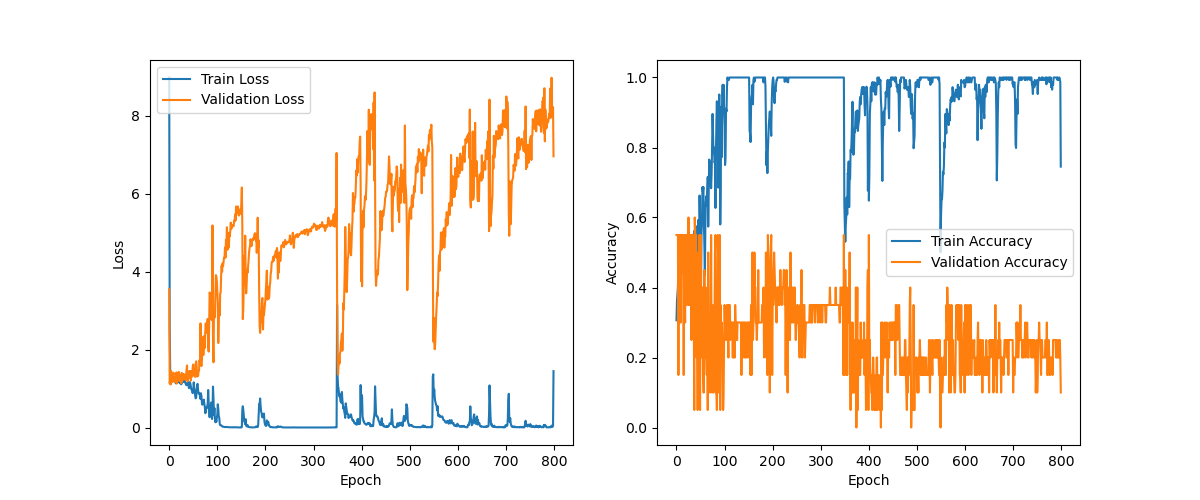 Train Loss
Validation Loss
8
6
4
2
0
Loss
0 100 200 300 400 500 600 700 800
Epoch
1.0
0.8
0.6
0.4
0.2
0.0
Accuracy
Train Accuracy
Validation Accuracy
0 100 200 300 400 500 600 700 800
Epoch